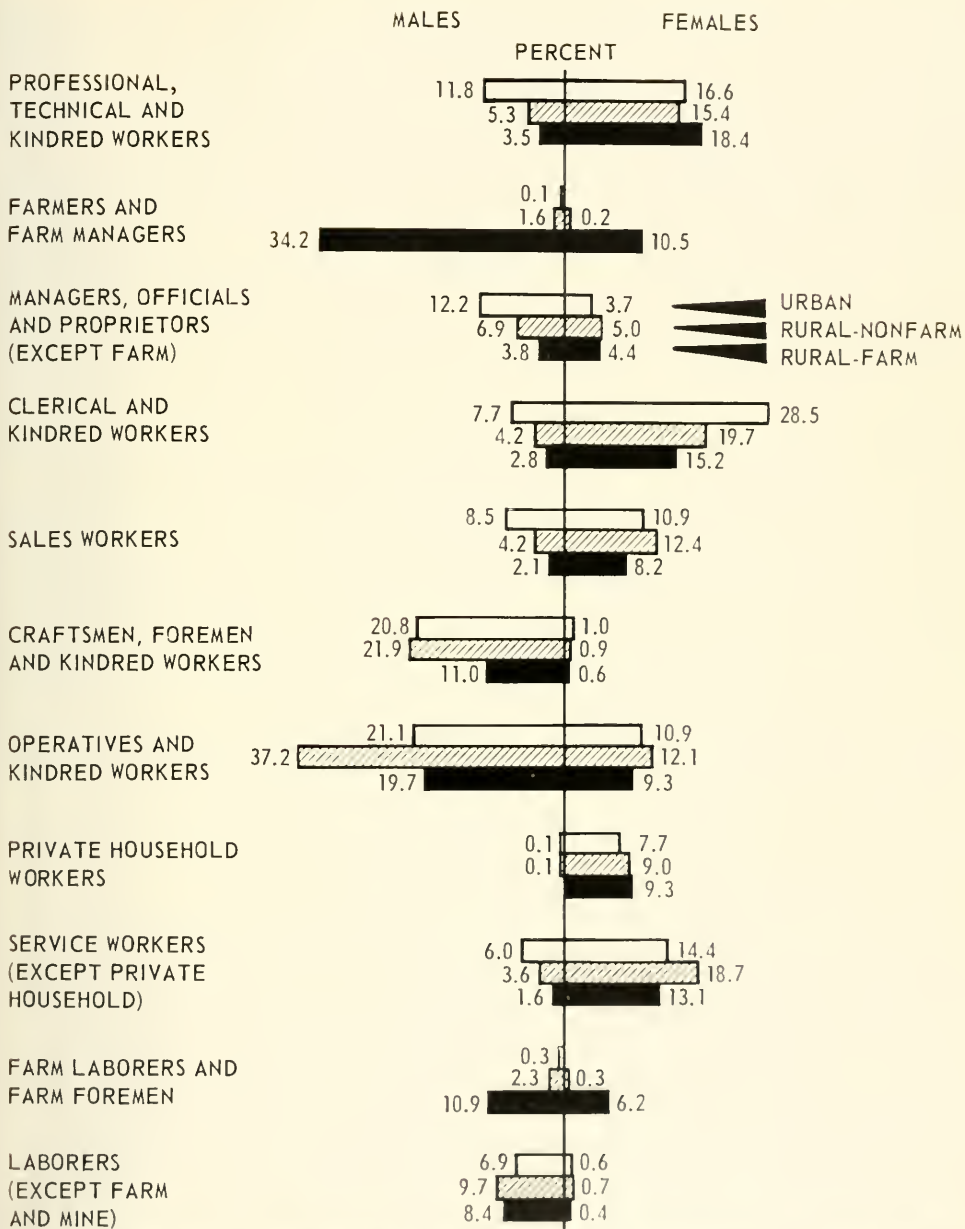 MALES FEMALES
PERCENT
PROFESSIONAL,
TECHNICAL AND
KINDRED WORKERS
11.8 16.6
5.3 15.4
3.5 18.4
FARMERS AND
FARM MANAGERS
0.1
1.6 0.2
34.2 10.5
MANAGERS, OFFICIALS
AND PROPRIETORS
(EXCEPT FARM)
12.2 3.7
6.9 5.0
3.8 4.4
URBAN
RURAL-NONFARM
RURAL-FARM
CLERICAL AND
KINDRED WORKERS
7.7 28.5
4.2 19.7
2.8 15.2
SALES WORKERS
8.5 10.9
4.2 12.4
2.1 8.2
CRAFTSMEN, FOREMEN
AND KINDRED WORKERS
20.8 1.0
21.9 0.9
11.0 0.6
OPERATIVES AND
KINDRED WORKERS
21.1 10.9
37.2 12.1
19.7 9.3
PRIVATE HOUSEHOLD
WORKERS
0.1 7.7
0.1 9.0
9.3
SERVICE WORKERS
(EXCEPT PRIVATE
HOUSEHOLD)
6.0 14.4
3.6 18.7
1.6 13.1
FARM LABORERS AND
FARM FOREMEN
0.3
2.3 0.3
10.9 6.2
LABORERS
(EXCEPT FARM
AND MINE)
6.9 0.6
9.7 0.7
8.4 0.4